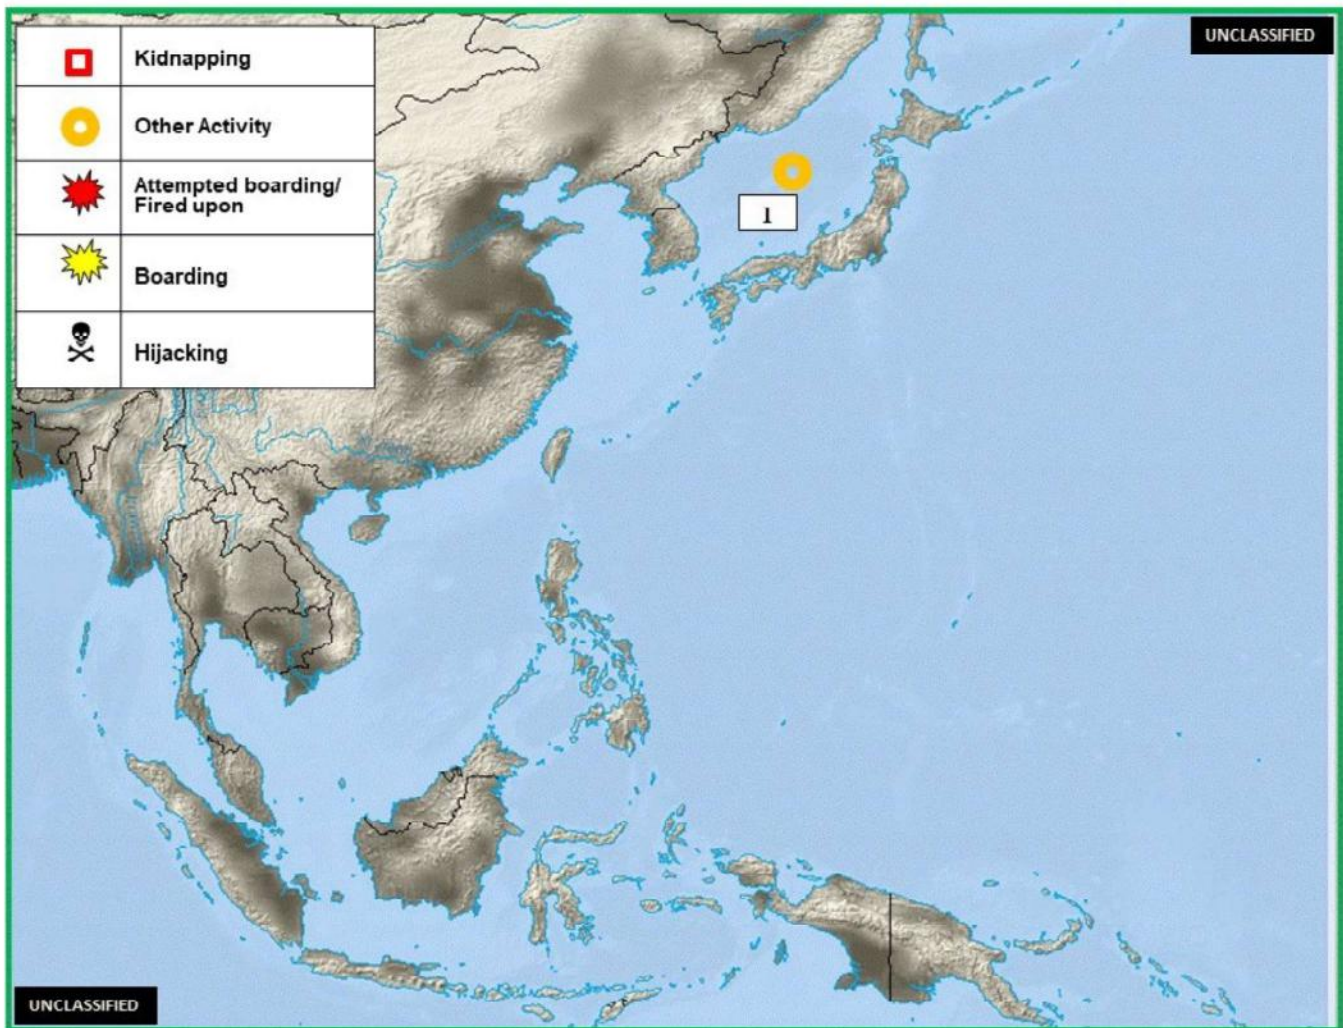 UNCLASSIFIED
Kidnapping
Other Activity
Attempted boarding/
Fired upon
Boarding
Hijacking
1
UNCLASSIFIED